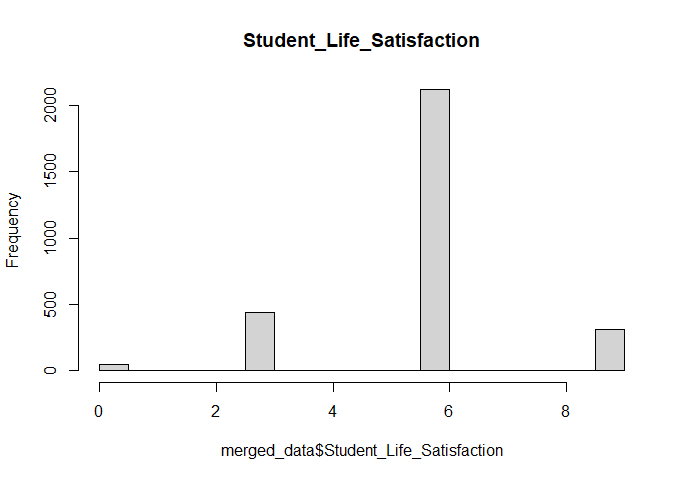 Student_Life_Satisfaction
Frequency
2000
1500
1000
500
0
0 2 4 6 8
merged_data$Student_Life_Satisfaction